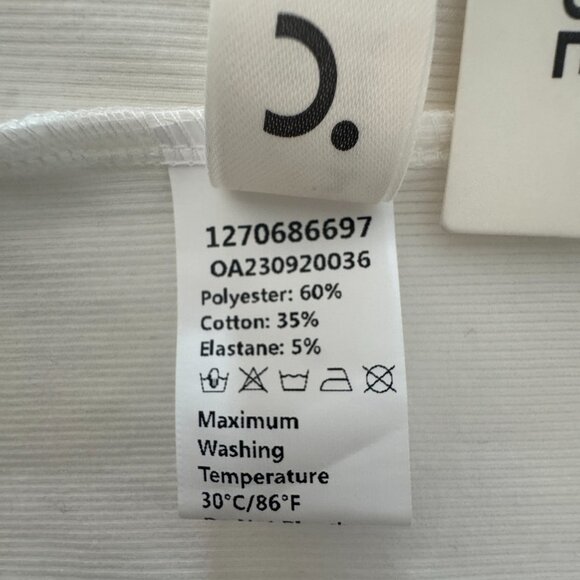 C.
1270686697
OA230920036
Polyester: 60%
Cotton: 35%
Elastane: 5%
Maximum
Washing
Temperature
30°C/86°F